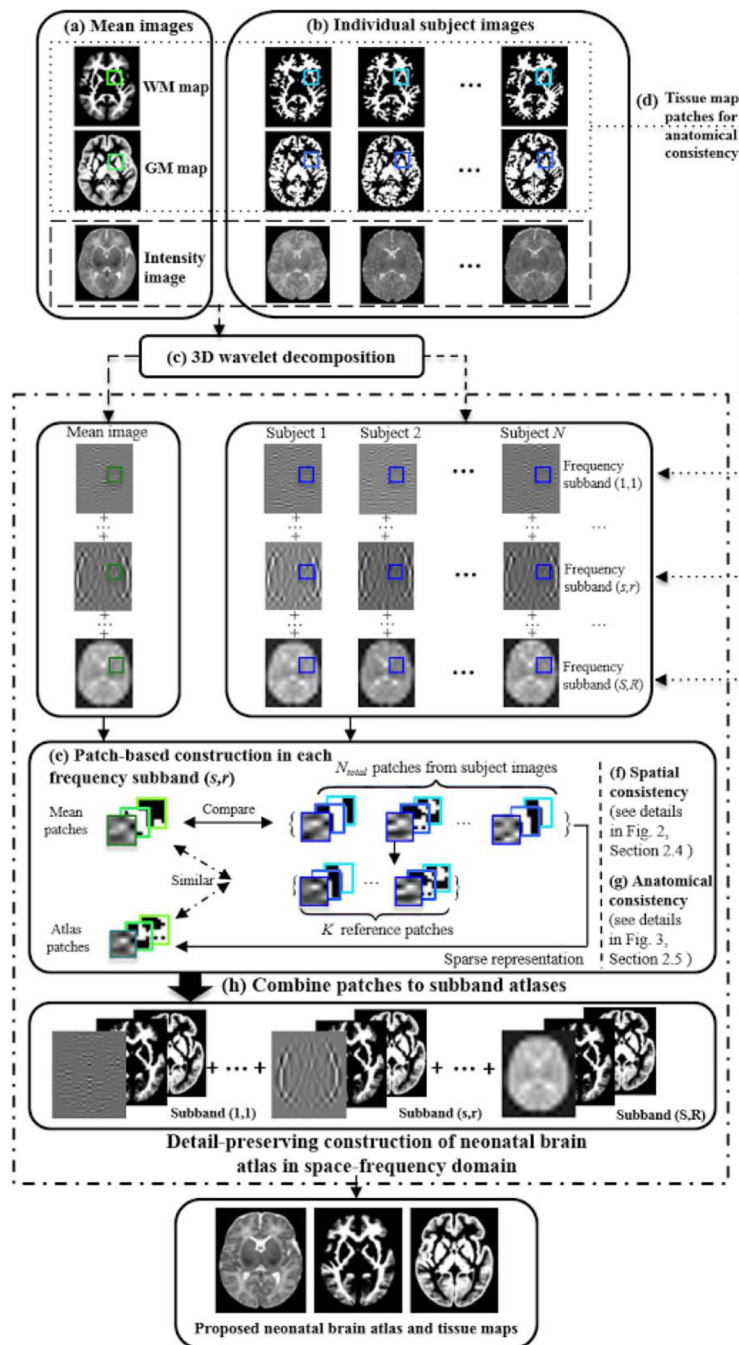 (a) Mean images
(b) Individual subject images
WM map
...
(d) Tissue map
patches for
anatomical
consistency
GM map
Intensity
image
...
(c) 3D wavelet decomposition
Mean image
Subject 1
Subject 2
Subject N
...
Frequency
subband (1,1)
+
...
+
+
...
+
+
...
+
+
...
+
...
...
Frequency
subband (s,r)
+
...
+
+
...
+
+
...
+
+
...
+
...
...
Frequency
subband (S,R)
(e) Patch-based construction in each
frequency subband (s,r)
N_total patches from subject images
Mean
patches
Compare
{ ... }
Similar
{ ... }
K reference patches
Atlas
patches
Sparse representation
(f) Spatial
consistency
(see details
in Fig. 2,
Section 2.4 )
(g) Anatomical
consistency
(see details
in Fig. 3,
Section 2.5 )
(h) Combine patches to subband atlases
+ ... +
+ ... +
Subband (1,1)
Subband (s,r)
Subband (S,R)
Detail-preserving construction of neonatal brain
atlas in space-frequency domain
Proposed neonatal brain atlas and tissue maps